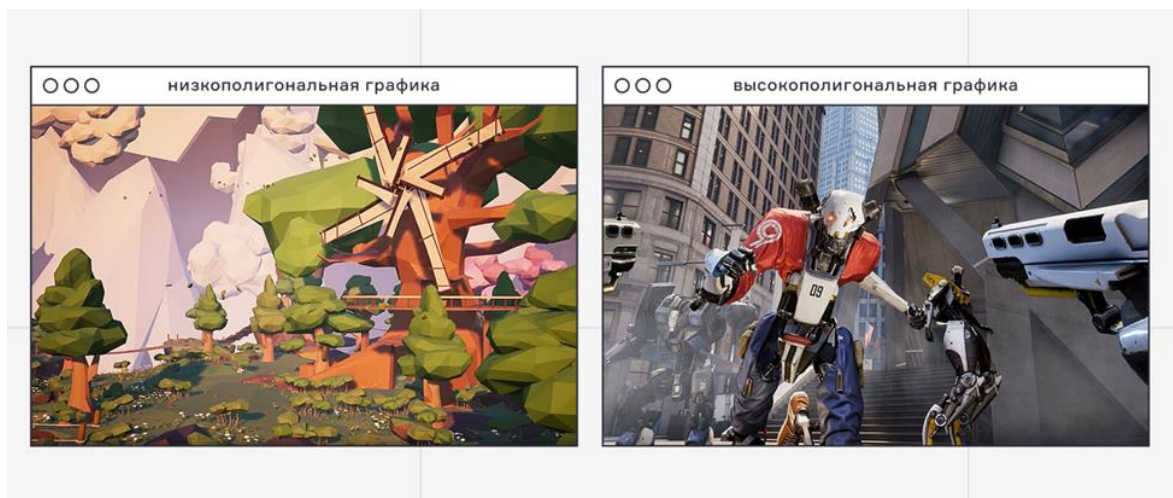 низкополигональная графика
высокополигональная графика
09